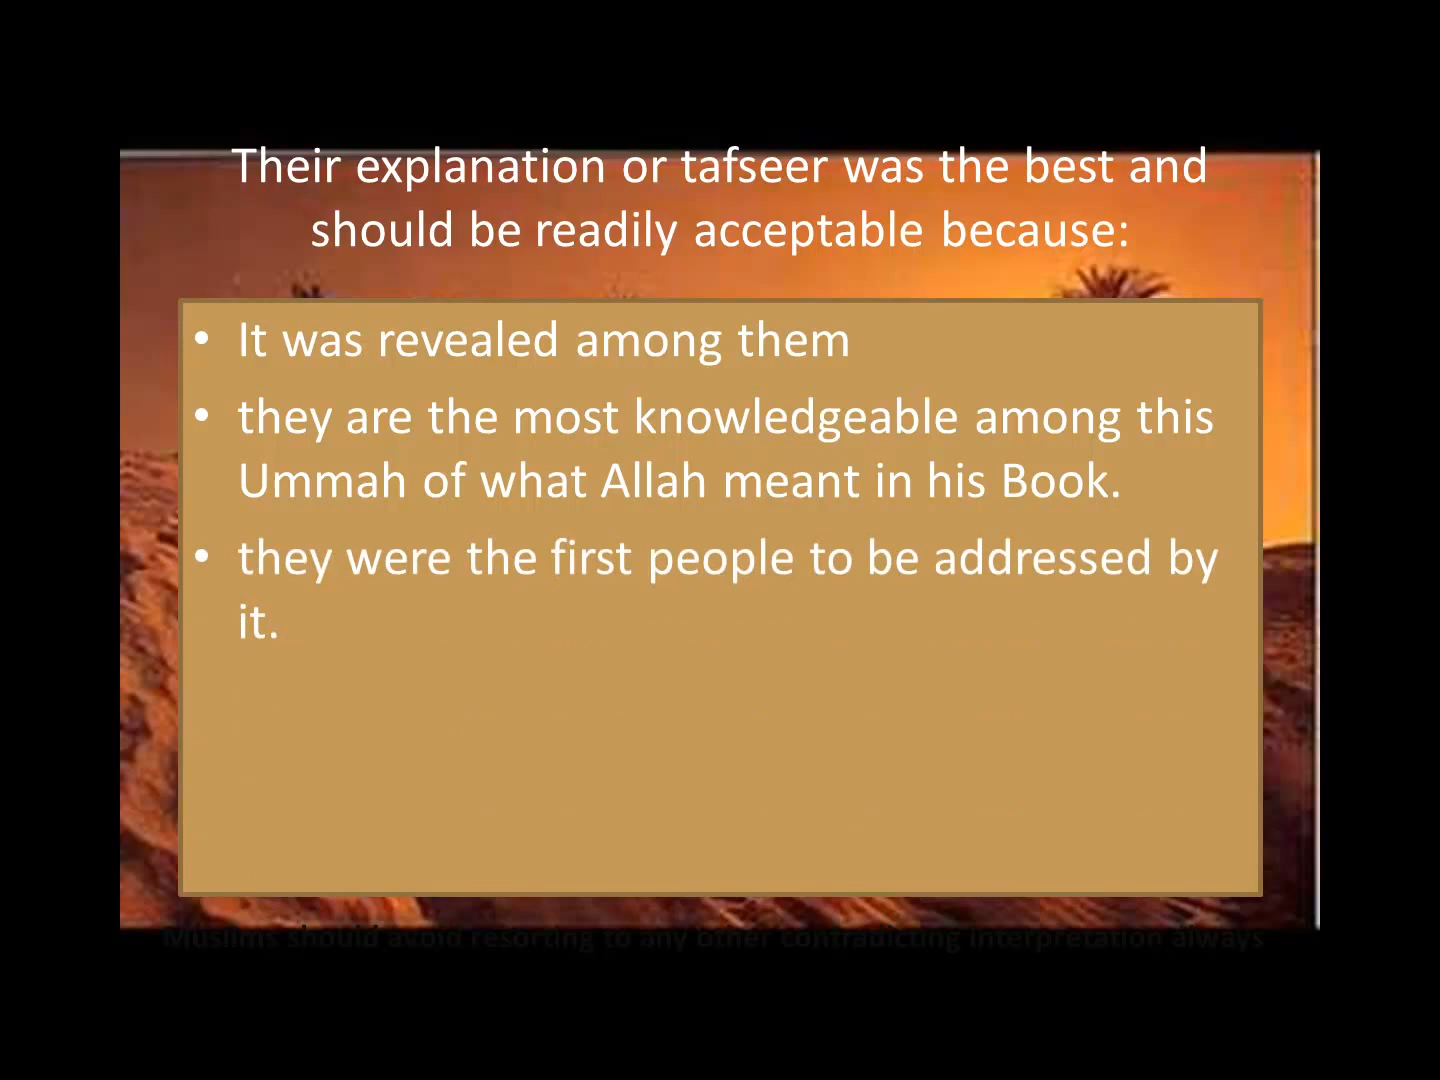 Their explanation or tafseer was the best and
should be readily acceptable because:
• It was revealed among them
• they are the most knowledgeable among this
Ummah of what Allah meant in his Book.
• they were the first people to be addressed by
it.
Muslims should avoid resorting to any other contradicting interpretation always